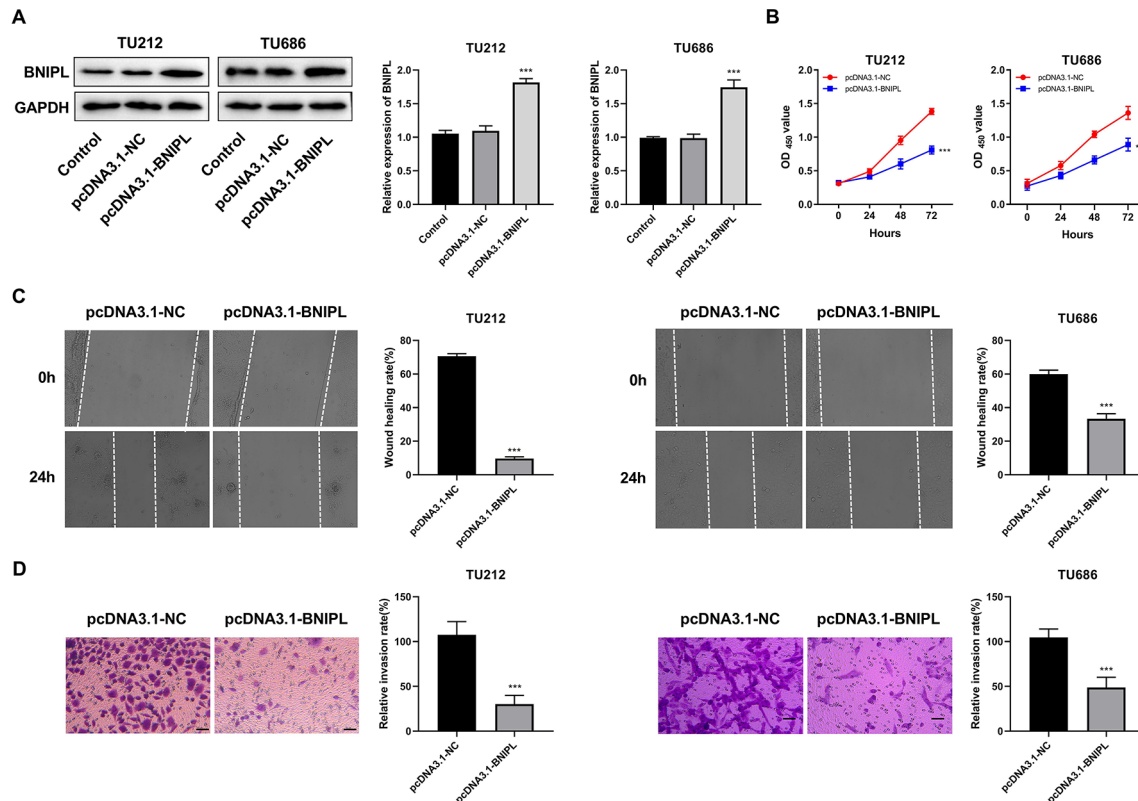 A
TU212
TU686
BNIPL
GAPDH
Control
pcDNA3.1-NC
pcDNA3.1-BNIPL
Control
pcDNA3.1-NC
pcDNA3.1-BNIPL
TU212
Relative expression of BNIPL
2.0
1.5
1.0
0.5
0.0
***
Control
pcDNA3.1-NC
pcDNA3.1-BNIPL
TU686
Relative expression of BNIPL
2.0
1.5
1.0
0.5
0.0
***
Control
pcDNA3.1-NC
pcDNA3.1-BNIPL
B
TU212
pcDNA3.1-NC
pcDNA3.1-BNIPL
OD 450 value
2.0
1.5
1.0
0.5
0.0
***
0 24 48 72
Hours
TU686
pcDNA3.1-NC
pcDNA3.1-BNIPL
OD 450 value
2.0
1.5
1.0
0.5
0.0
*
0 24 48 72
Hours
C
pcDNA3.1-NC pcDNA3.1-BNIPL
0h
24h
TU212
Wound healing rate(%)
80
60
40
20
0
***
pcDNA3.1-NC
pcDNA3.1-BNIPL
pcDNA3.1-NC pcDNA3.1-BNIPL
0h
24h
TU686
Wound healing rate(%)
80
60
40
20
0
***
pcDNA3.1-NC
pcDNA3.1-BNIPL
D
pcDNA3.1-NC pcDNA3.1-BNIPL
TU212
Relative invasion rate(%)
150
100
50
0
***
pcDNA3.1-NC
pcDNA3.1-BNIPL
pcDNA3.1-NC pcDNA3.1-BNIPL
TU686
Relative invasion rate(%)
150
100
50
0
***
pcDNA3.1-NC
pcDNA3.1-BNIPL